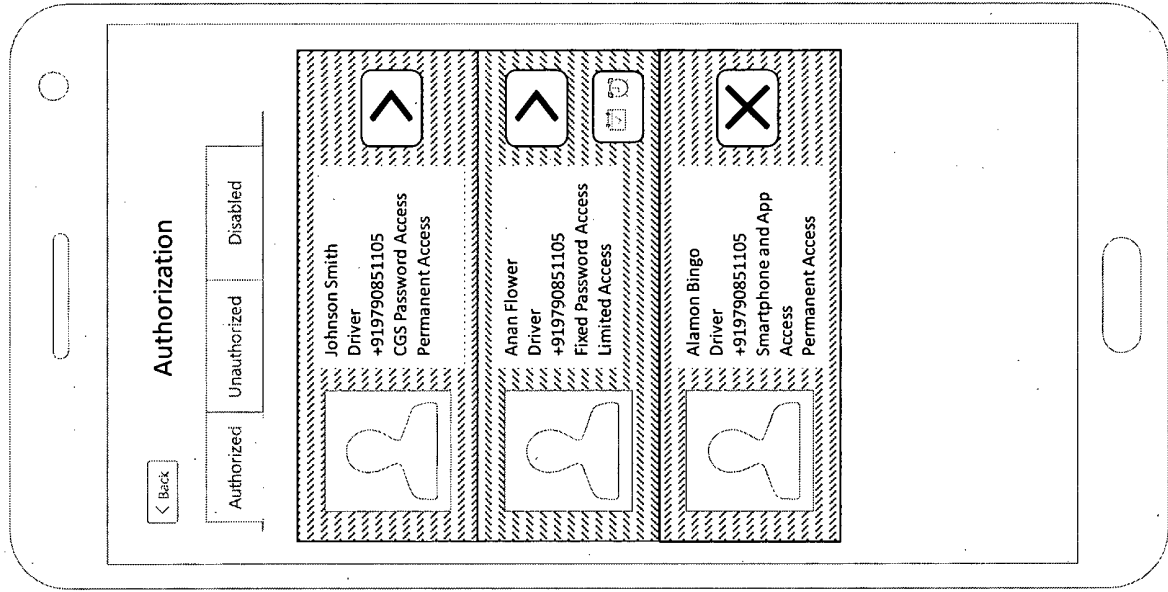 < Back
Authorization
Authorized
Unauthorized
Disabled
Johnson Smith
Driver
+919790851105
CGS Password Access
Permanent Access
Anan Flower
Driver
+919790851105
Fixed Password Access
Limited Access
Alamon Bingo
Driver
+919790851105
Smartphone and App
Access
Permanent Access